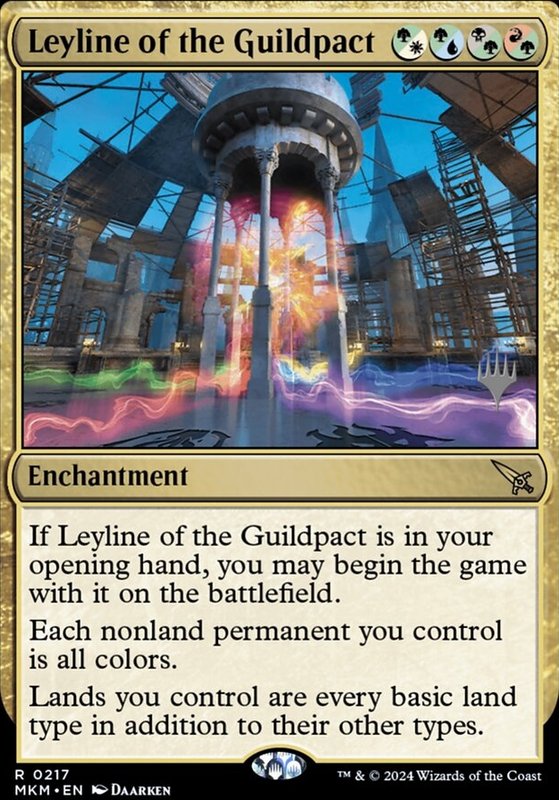 Leyline of the Guildpact
Enchantment
If Leyline of the Guildpact is in your
opening hand, you may begin the game
with it on the battlefield.
Each nonland permanent you control
is all colors.
Lands you control are every basic land
type in addition to their other types.
R 0217
MKM • EN DAARKEN
™ & © 2024 Wizards of the Coast